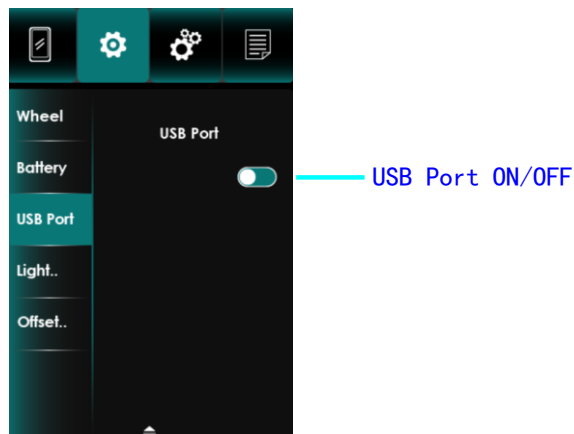 Wheel
USB Port
Battery
USB Port ON/OFF
USB Port
Light..
Offset..